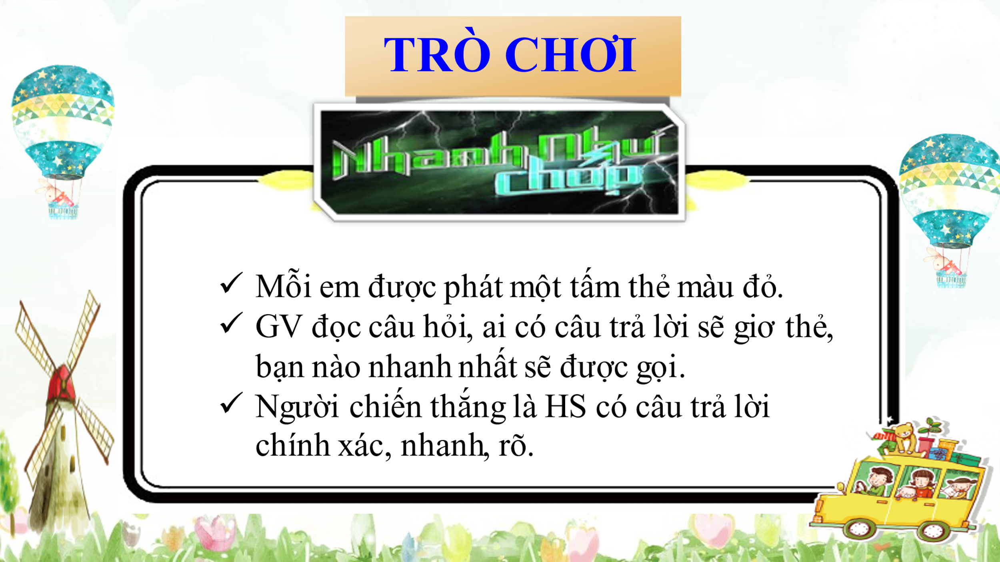 TRÒ CHƠI
Nhanh Như
chớp
✓ Mỗi em được phát một tấm thẻ màu đỏ.
✓ GV đọc câu hỏi, ai có câu trả lời sẽ giơ thẻ,
bạn nào nhanh nhất sẽ được gọi.
✓ Người chiến thắng là HS có câu trả lời
chính xác, nhanh, rõ.